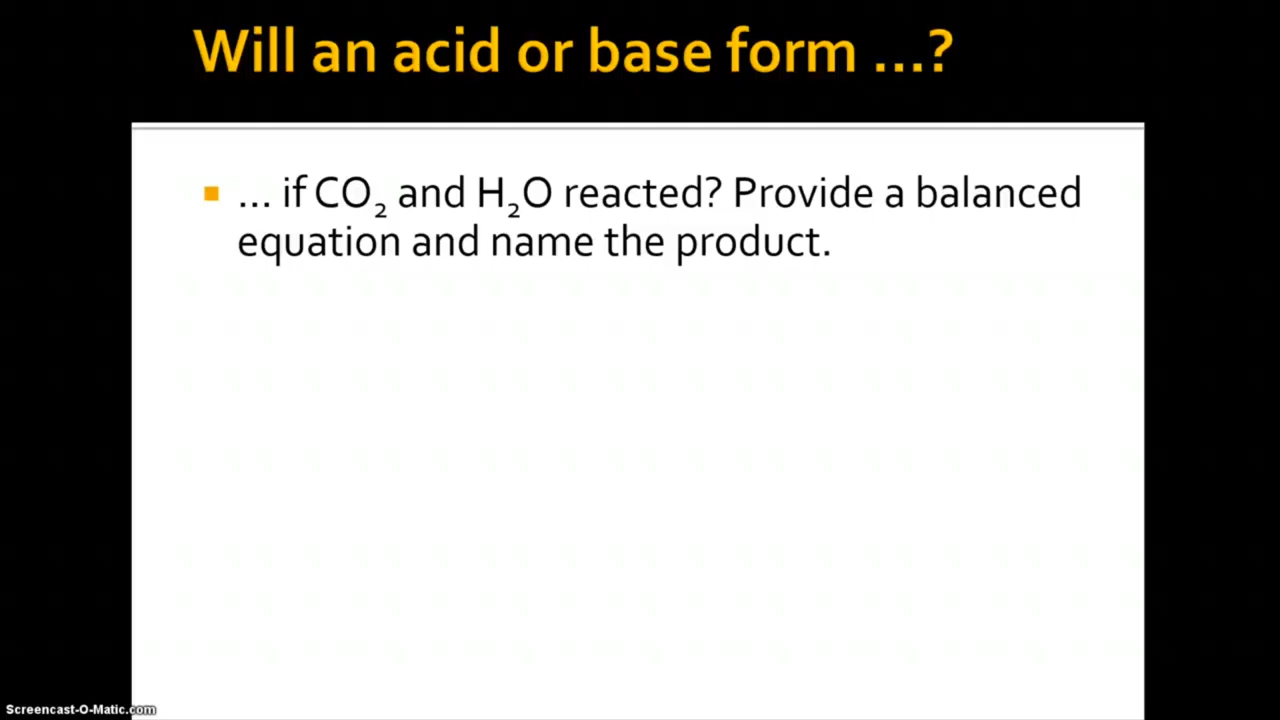 Will an acid or base form ...?
... if CO₂ and H₂O reacted? Provide a balanced
equation and name the product.
Screencast-O-Matic.com